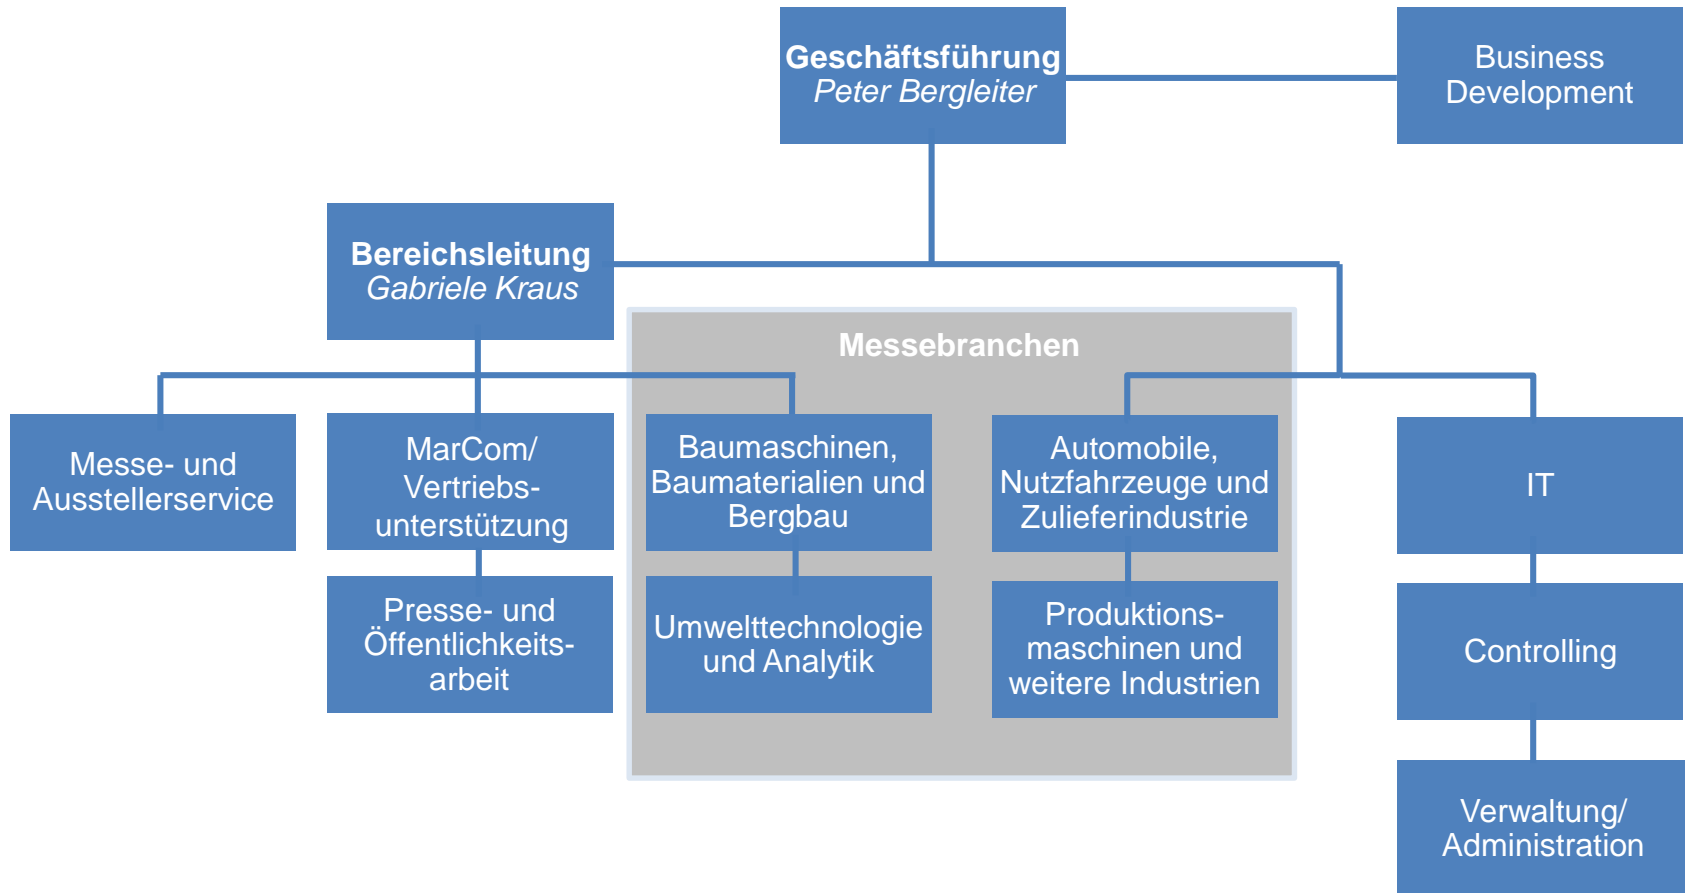 Geschäftsführung
Peter Bergleiter
Business
Development
Bereichsleitung
Gabriele Kraus
Messebranchen
Messe- und
Ausstellerservice
MarCom/
Vertriebs-
unterstützung
Baumaschinen,
Baumaterialien und
Bergbau
Automobile,
Nutzfahrzeuge und
Zulieferindustrie
IT
Presse- und
Öffentlichkeits-
arbeit
Umwelttechnologie
und Analytik
Produktions-
maschinen und
weitere Industrien
Controlling
Verwaltung/
Administration